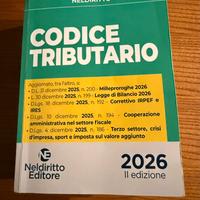 NELDIRITTO
CODICE
TRIBUTARIO
Aggiornato, tra l'altro, a:
• D.L. 31 dicembre 2025, n. 200 - Milleproroghe 2026
• L. 30 dicembre 2025, n. 199 - Legge di Bilancio 2026
• D.Lgs. 18 dicembre 2025, n. 192 - Correttivo IRPEF e
IRES
• D.Lgs. 10 dicembre 2025, n. 194 - Cooperazione
amministrativa nel settore fiscale
• D.Lgs. 4 dicembre 2025, n. 186 - Terzo settore, crisi
d'impresa, sport e imposta sul valore aggiunto
Neldiritto
Editore
2026
II edizione